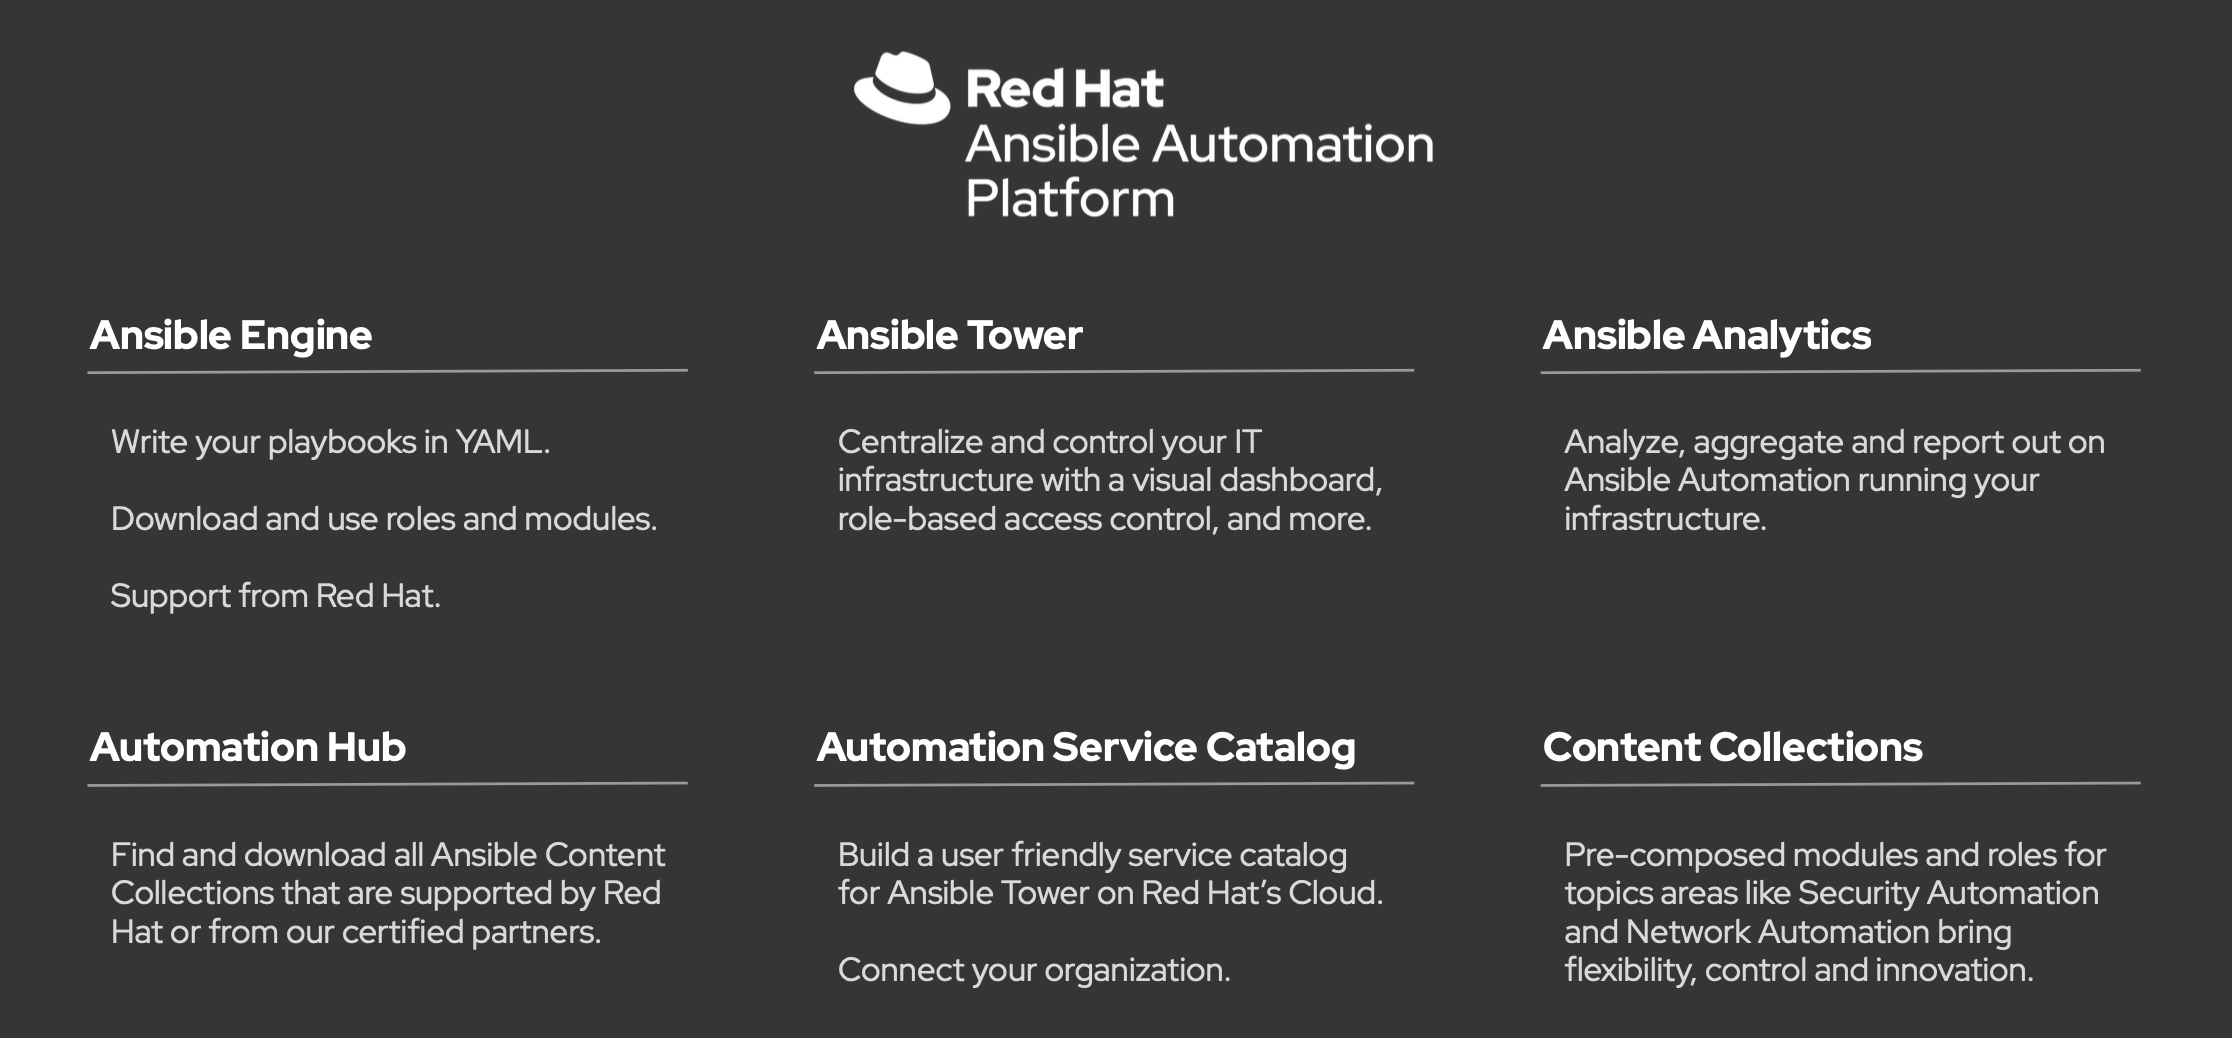 Red Hat
Ansible Automation
Platform
Ansible Engine
Write your playbooks in YAML.
Download and use roles and modules.
Support from Red Hat.
Ansible Tower
Centralize and control your IT
infrastructure with a visual dashboard,
role-based access control, and more.
Ansible Analytics
Analyze, aggregate and report out on
Ansible Automation running your
infrastructure.
Automation Hub
Find and download all Ansible Content
Collections that are supported by Red
Hat or from our certified partners.
Automation Service Catalog
Build a user friendly service catalog
for Ansible Tower on Red Hat’s Cloud.
Connect your organization.
Content Collections
Pre-composed modules and roles for
topics areas like Security Automation
and Network Automation bring
flexibility, control and innovation.